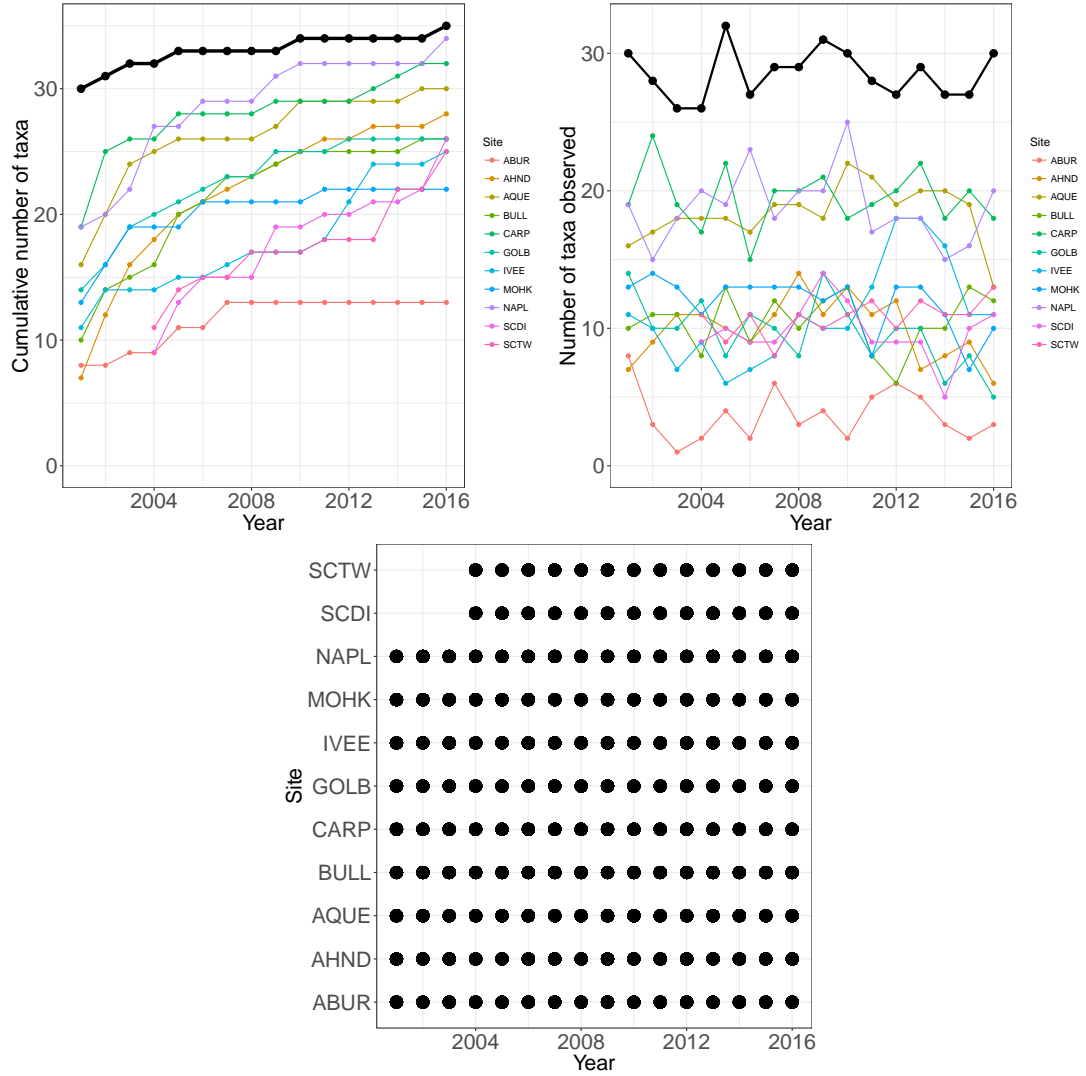 Cumulative number of taxa
30
20
10
0
2004 2008 2012 2016
Year
Site
ABUR
AHND
AQUE
BULL
CARP
GOLB
IVEE
MOHK
NAPL
SCDI
SCTW
Number of taxa observed
30
20
10
0
2004 2008 2012 2016
Year
Site
ABUR
AHND
AQUE
BULL
CARP
GOLB
IVEE
MOHK
NAPL
SCDI
SCTW
Site
SCTW
SCDI
NAPL
MOHK
IVEE
GOLB
CARP
BULL
AQUE
AHND
ABUR
2004 2008 2012 2016
Year